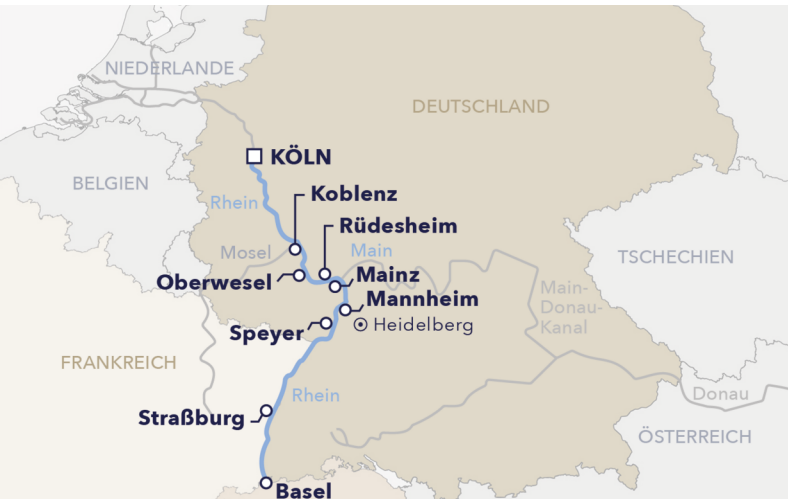 NIEDERLANDE
DEUTSCHLAND
KÖLN
BELGIEN
Rhein
Koblenz
Rüdesheim
Mosel
Main
TSCHECHIEN
Oberwesel
Mainz
Main-
Donau-
Kanal
Mannheim
Speyer
Heidelberg
FRANKREICH
Rhein
Donau
Straßburg
ÖSTERREICH
Basel